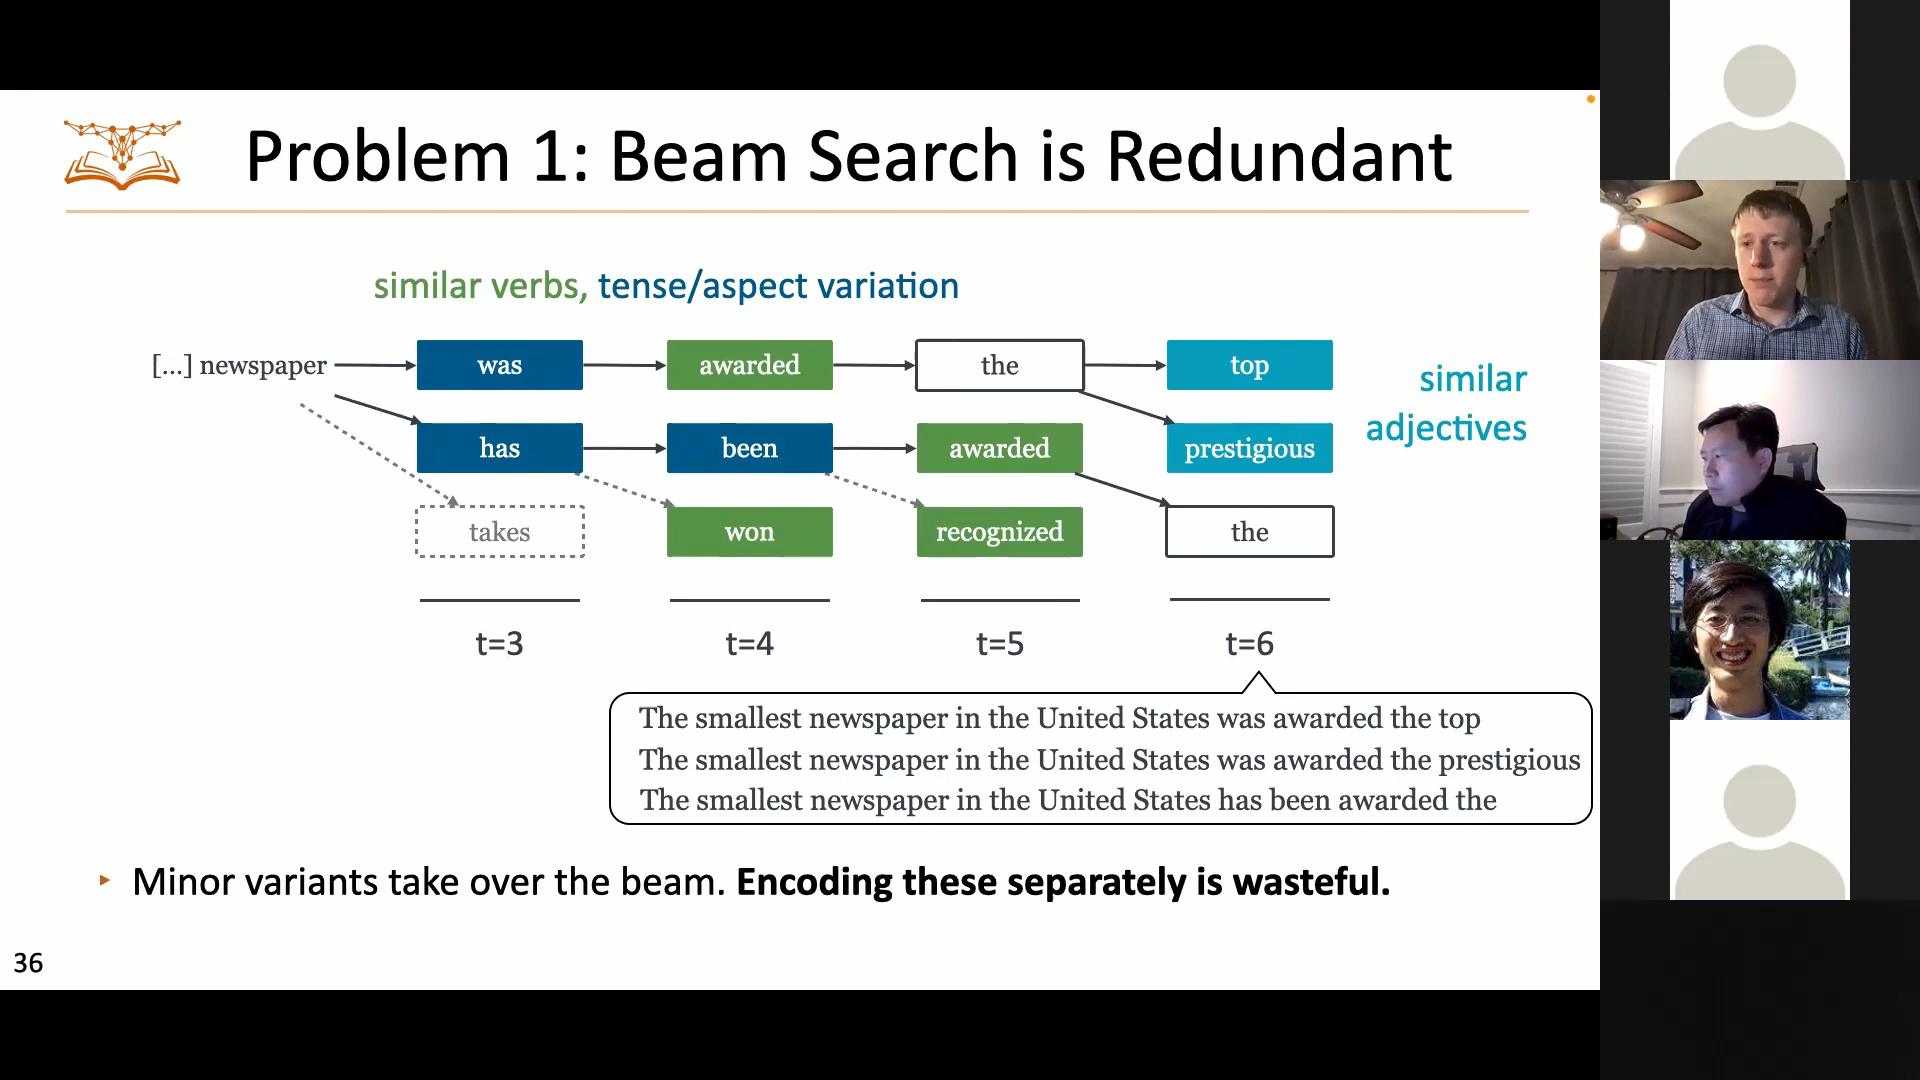 Problem 1: Beam Search is Redundant
similar verbs, tense/aspect variation
[...] newspaper was awarded the top
similar
adjectives
has been awarded prestigious
takes won recognized the
t=3 t=4 t=5 t=6
The smallest newspaper in the United States was awarded the top
The smallest newspaper in the United States was awarded the prestigious
The smallest newspaper in the United States has been awarded the
‣ Minor variants take over the beam. Encoding these separately is wasteful.
36